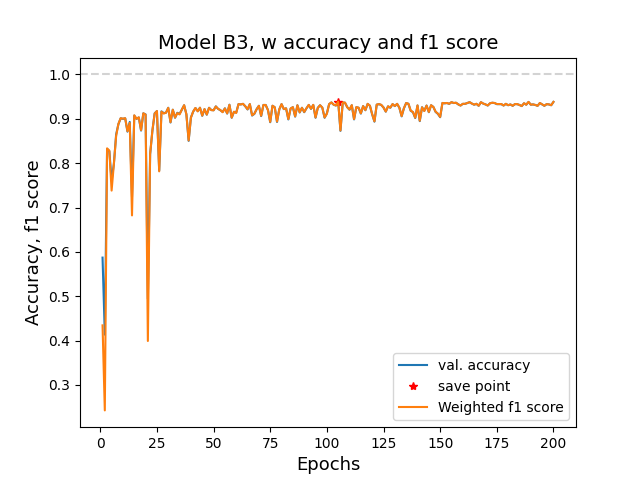 Model B3, w accuracy and f1 score
Accuracy, f1 score
1.0
0.9
0.8
0.7
0.6
0.5
0.4
0.3
val. accuracy
save point
Weighted f1 score
0 25 50 75 100 125 150 175 200
Epochs